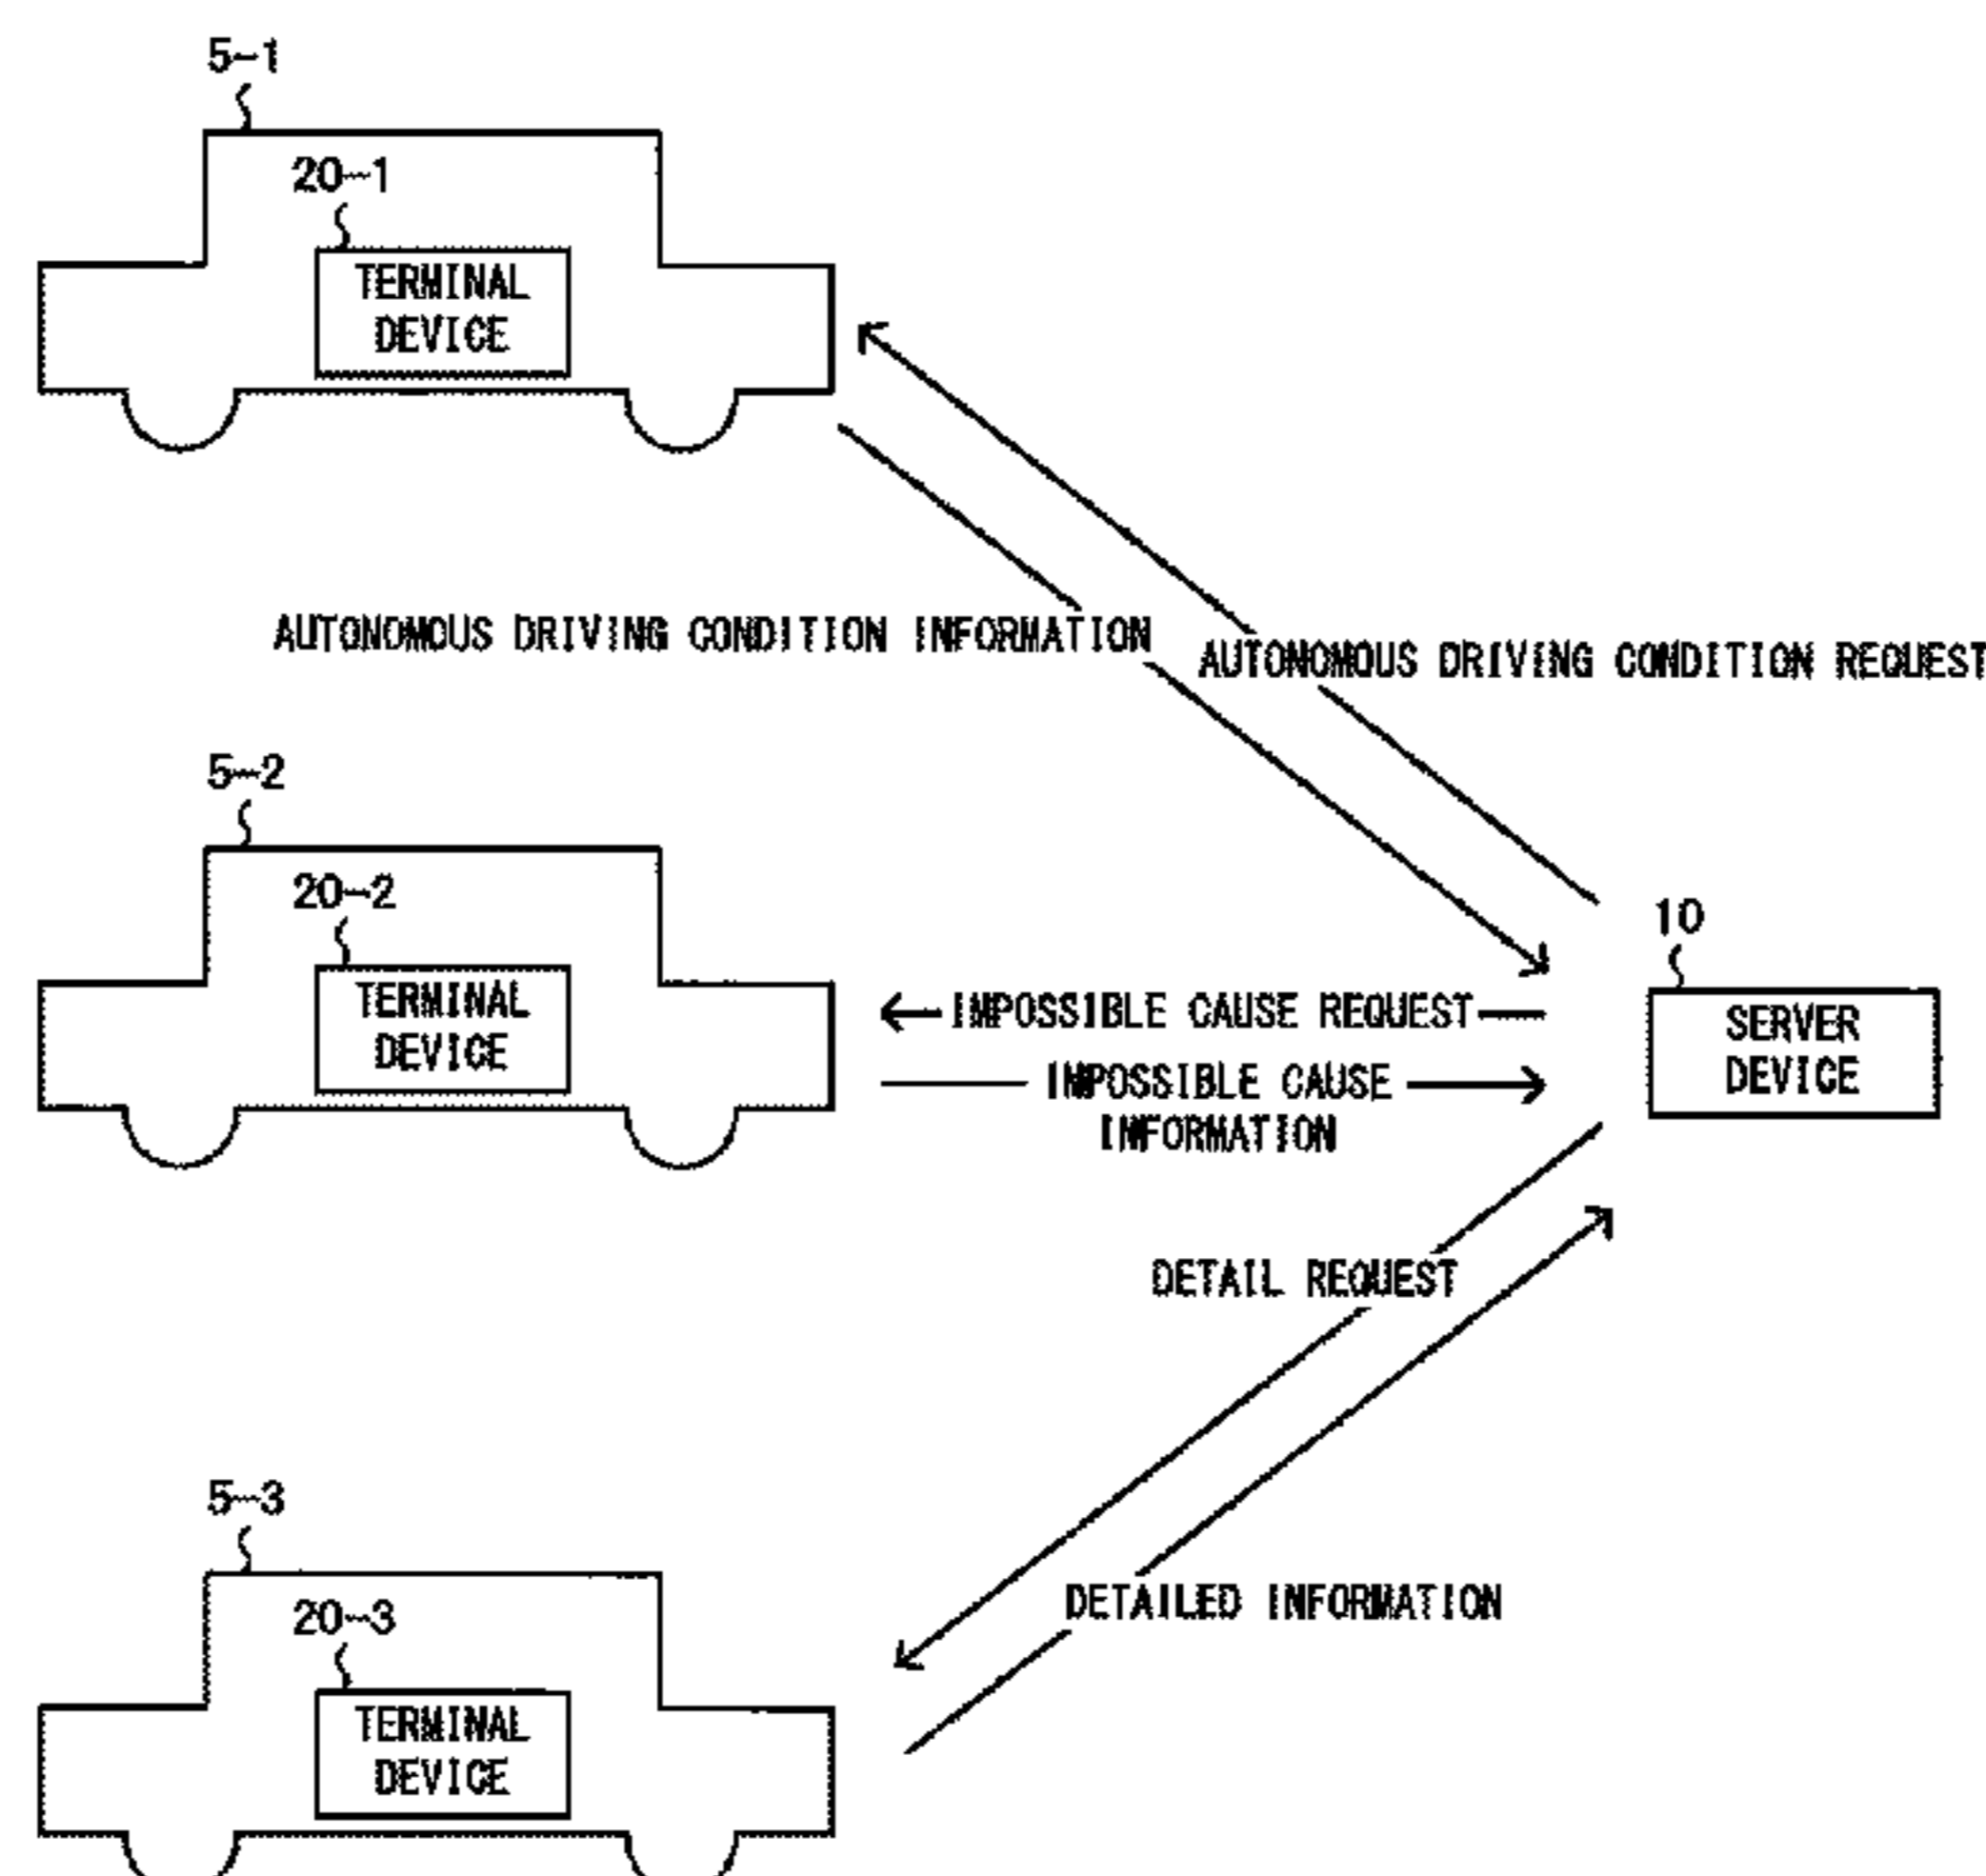 5-1
20-1
TERMINAL
DEVICE
AUTONOMOUS DRIVING CONDITION INFORMATION
AUTONOMOUS DRIVING CONDITION REQUEST
5-2
20-2
TERMINAL
DEVICE
IMPOSSIBLE CAUSE REQUEST
IMPOSSIBLE CAUSE
INFORMATION
10
SERVER
DEVICE
DETAIL REQUEST
5-3
20-3
TERMINAL
DEVICE
DETAILED INFORMATION